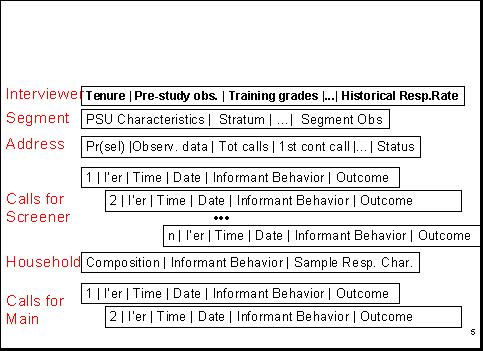 Interviewer Tenure | Pre-study obs. | Training grades |...| Historical Resp.Rate
Segment PSU Characteristics | Stratum | ...| Segment Obs
Address Pr(sel) |Observ. data | Tot calls | 1st cont call |... | Status
1 | I'er | Time | Date | Informant Behavior | Outcome
Calls for Screener
2 | I'er | Time | Date | Informant Behavior | Outcome
•••
n | I'er | Time | Date | Informant Behavior | Outcome
Household Composition | Informant Behavior | Sample Resp. Char.
Calls for Main
1 | I'er | Time | Date | Informant Behavior | Outcome
2 | I'er | Time | Date | Informant Behavior | Outcome
5